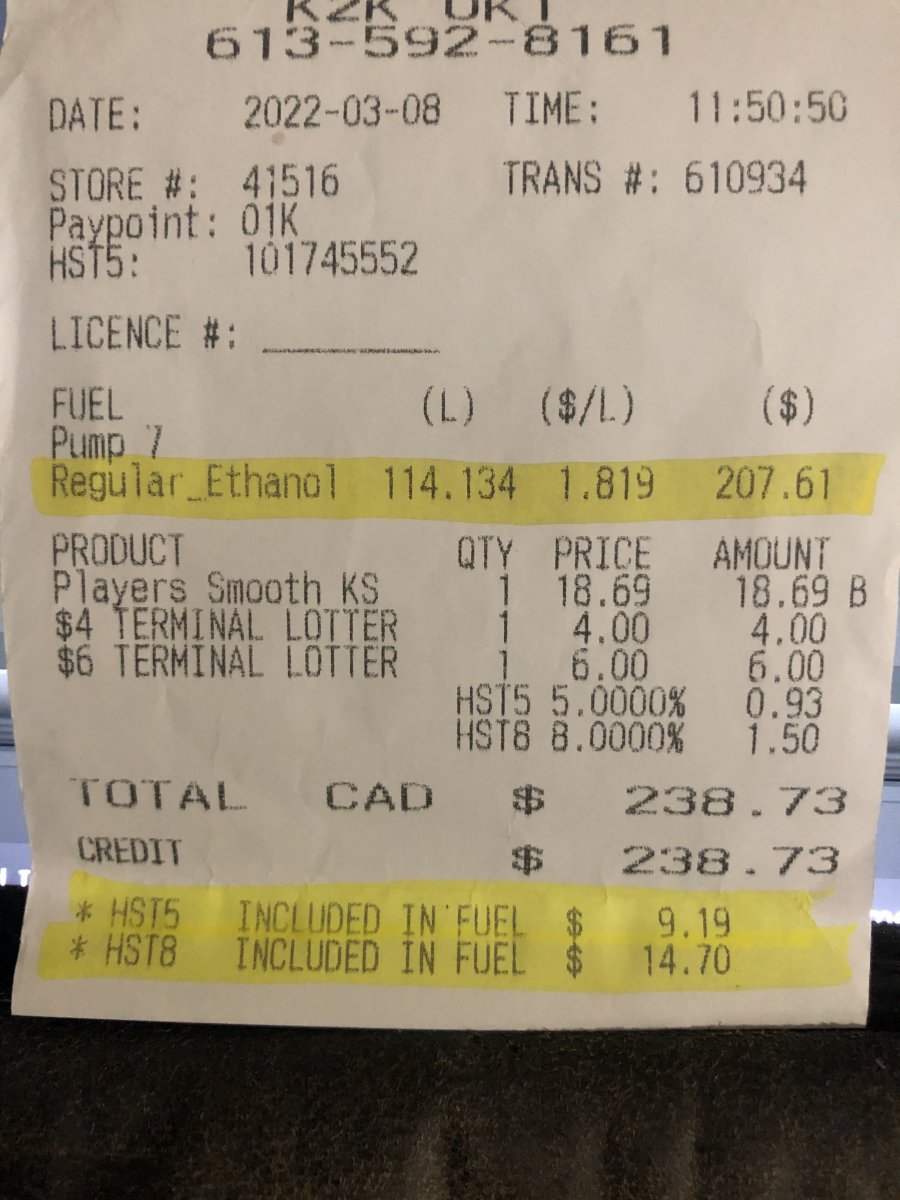 613-592-8161
DATE: 2022-03-08 TIME: 11:50:50
STORE #: 41516 TRANS #: 610934
Paypoint: 01K
HST5: 101745552
LICENCE #: ___________
FUEL (L) ($/L) ($)
Pump 7
Regular_Ethanol 114.134 1.819 207.61
PRODUCT QTY PRICE AMOUNT
Players Smooth KS 1 18.69 18.69 B
$4 TERMINAL LOTTER 1 4.00 4.00
$6 TERMINAL LOTTER 1 6.00 6.00
HST5 5.0000% 0.93
HST8 8.0000% 1.50
TOTAL CAD $ 238.73
CREDIT $ 238.73
* HST5 INCLUDED IN FUEL $ 9.19
* HST8 INCLUDED IN FUEL $ 14.70